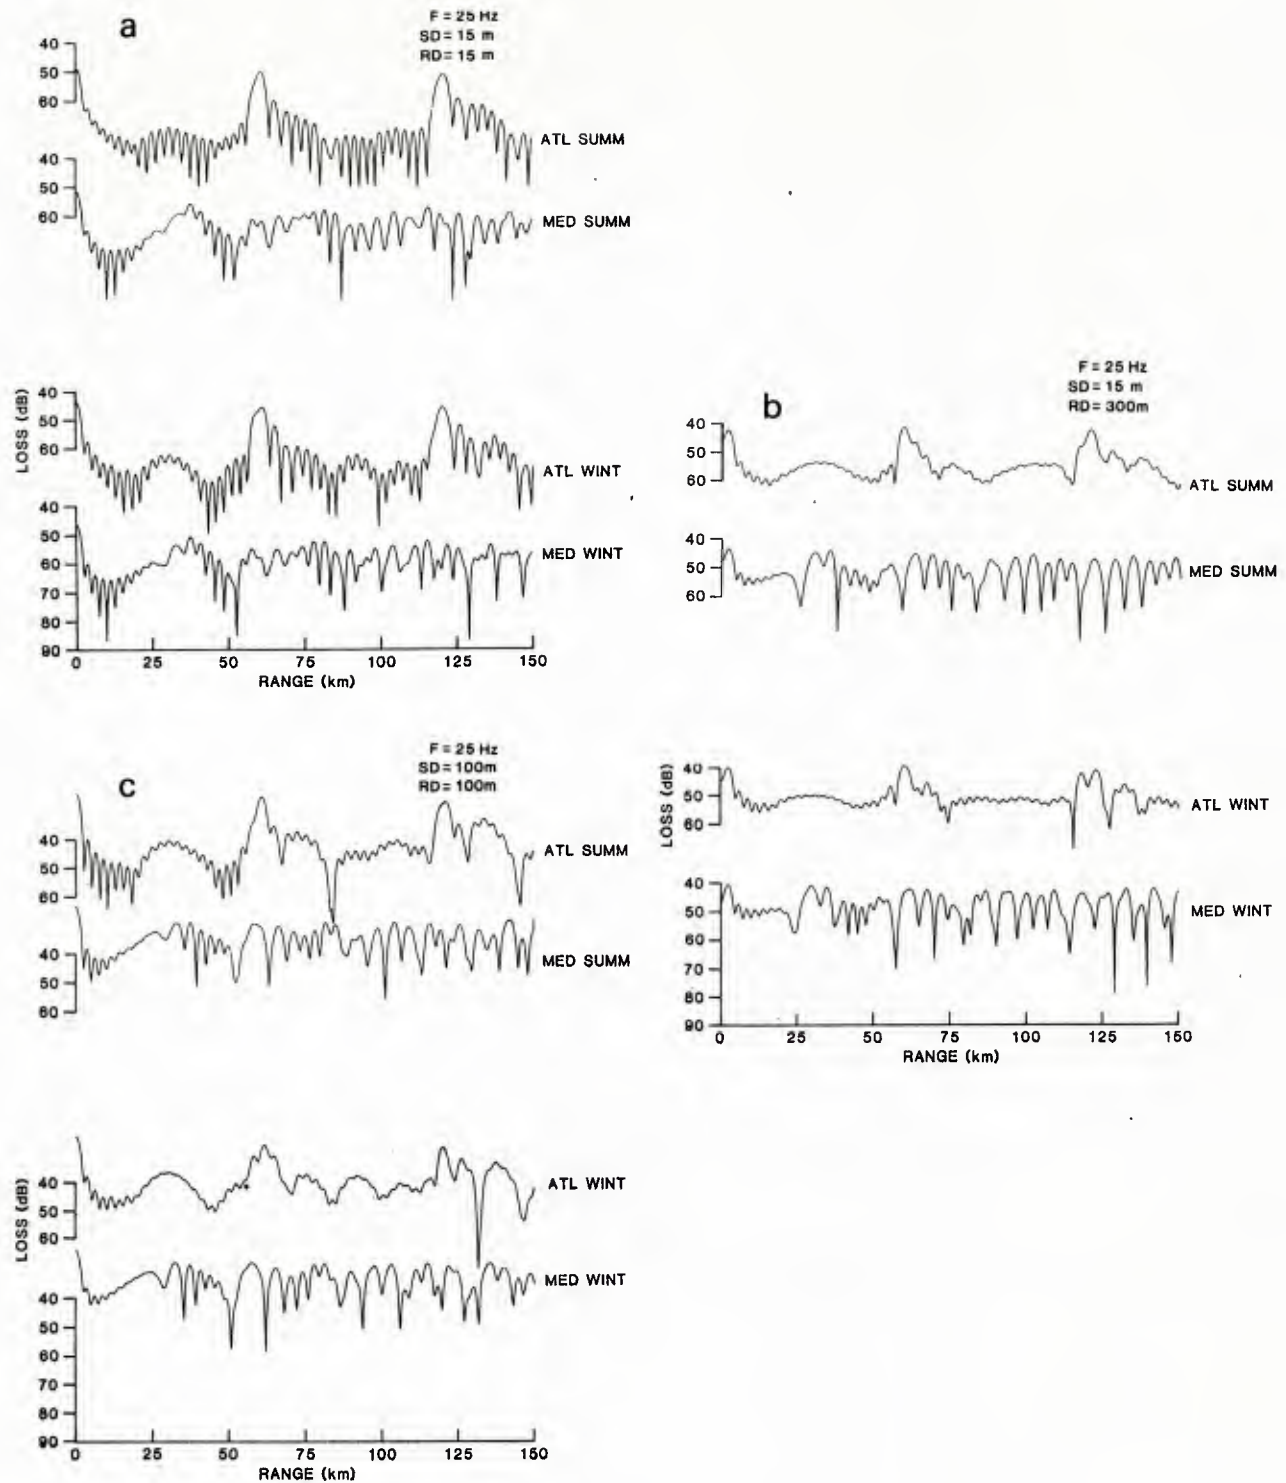 a
F = 25 Hz
SD = 15 m
RD = 15 m
40
50
60
ATL SUMM
40
50
60
MED SUMM
LOSS (dB)
40
50
60
ATL WINT
40
50
60
70
80
90
MED WINT
0 25 50 75 100 125 150
RANGE (km)
b
F = 25 Hz
SD = 15 m
RD = 300m
40
50
60
ATL SUMM
40
50
60
MED SUMM
LOSS (dB)
40
50
60
ATL WINT
40
50
60
70
80
90
MED WINT
0 25 50 75 100 125 150
RANGE (km)
c
F = 25 Hz
SD = 100m
RD = 100m
40
50
60
ATL SUMM
40
50
60
MED SUMM
LOSS (dB)
40
50
60
ATL WINT
40
50
60
70
80
90
MED WINT
0 25 50 75 100 125 150
RANGE (km)